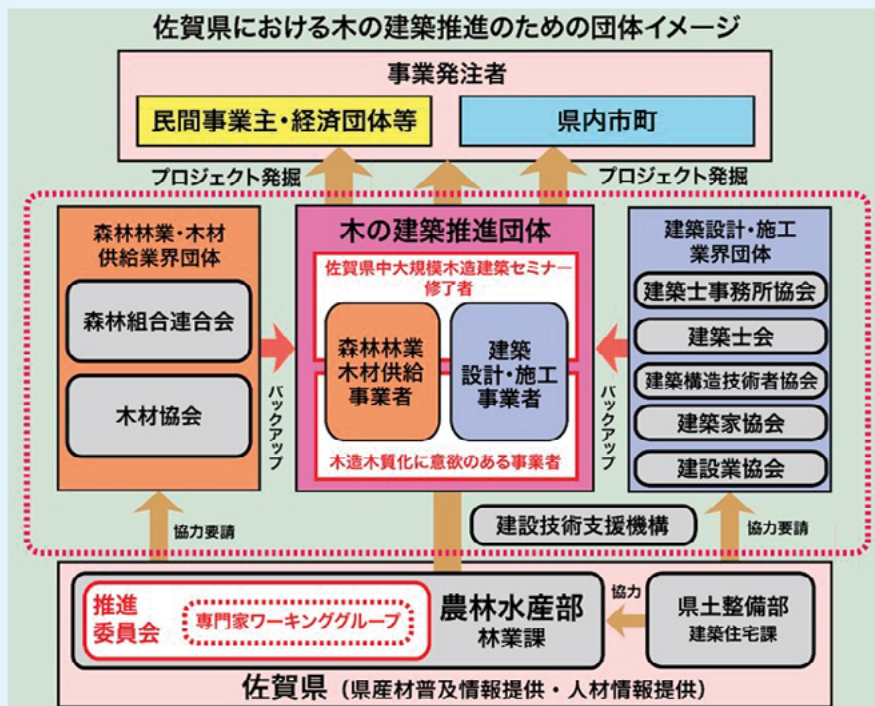 佐賀県における木の建築推進のための団体イメージ
事業発注者
民間事業主・経済団体等
県内市町
プロジェクト発掘
プロジェクト発掘
森林林業・木材
供給業界団体
森林組合連合会
木材協会
バックアップ
木の建築推進団体
佐賀県中大規模木造建築セミナー
修了者
森林林業
木材供給
事業者
建築
設計・施工
事業者
木造木質化に意欲のある事業者
バックアップ
建築設計・施工
業界団体
建築士事務所協会
建築士会
建築構造技術者協会
建築家協会
建設業協会
協力要請
建設技術支援機構
協力要請
推進
委員会
専門家ワーキンググループ
農林水産部
林業課
協力
県土整備部
建築住宅課
佐賀県（県産材普及情報提供・人材情報提供）